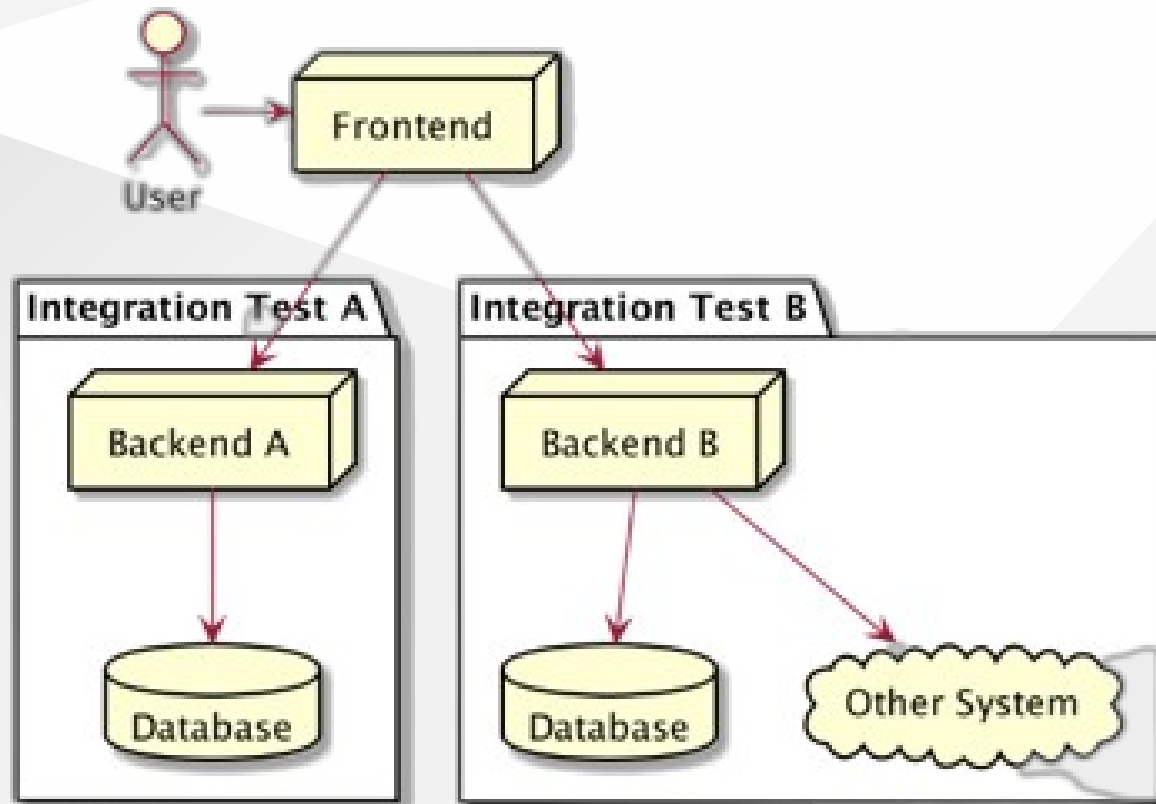 Frontend
User
Integration Test A
Integration Test B
Backend A
Backend B
Database
Database
Other System